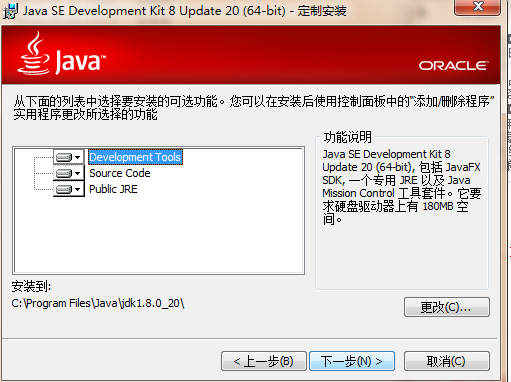 Java SE Development Kit 8 Update 20 (64-bit) - 定制安装
Java™
ORACLE
从下面的列表中选择要安装的可选功能。您可以在安装后使用控制面板中的“添加/删除程序”
实用程序更改所选择的功能
Development Tools
Source Code
Public JRE
功能说明
Java SE Development Kit 8
Update 20 (64-bit), 包括 JavaFX
SDK, 一个专用 JRE 以及 Java
Mission Control 工具套件。它要
求硬盘驱动器上有 180MB 空
间。
安装到:
C:\Program Files\Java\jdk1.8.0_20\
更改(C)...
< 上一步(B)
下一步(N) >
取消(C)